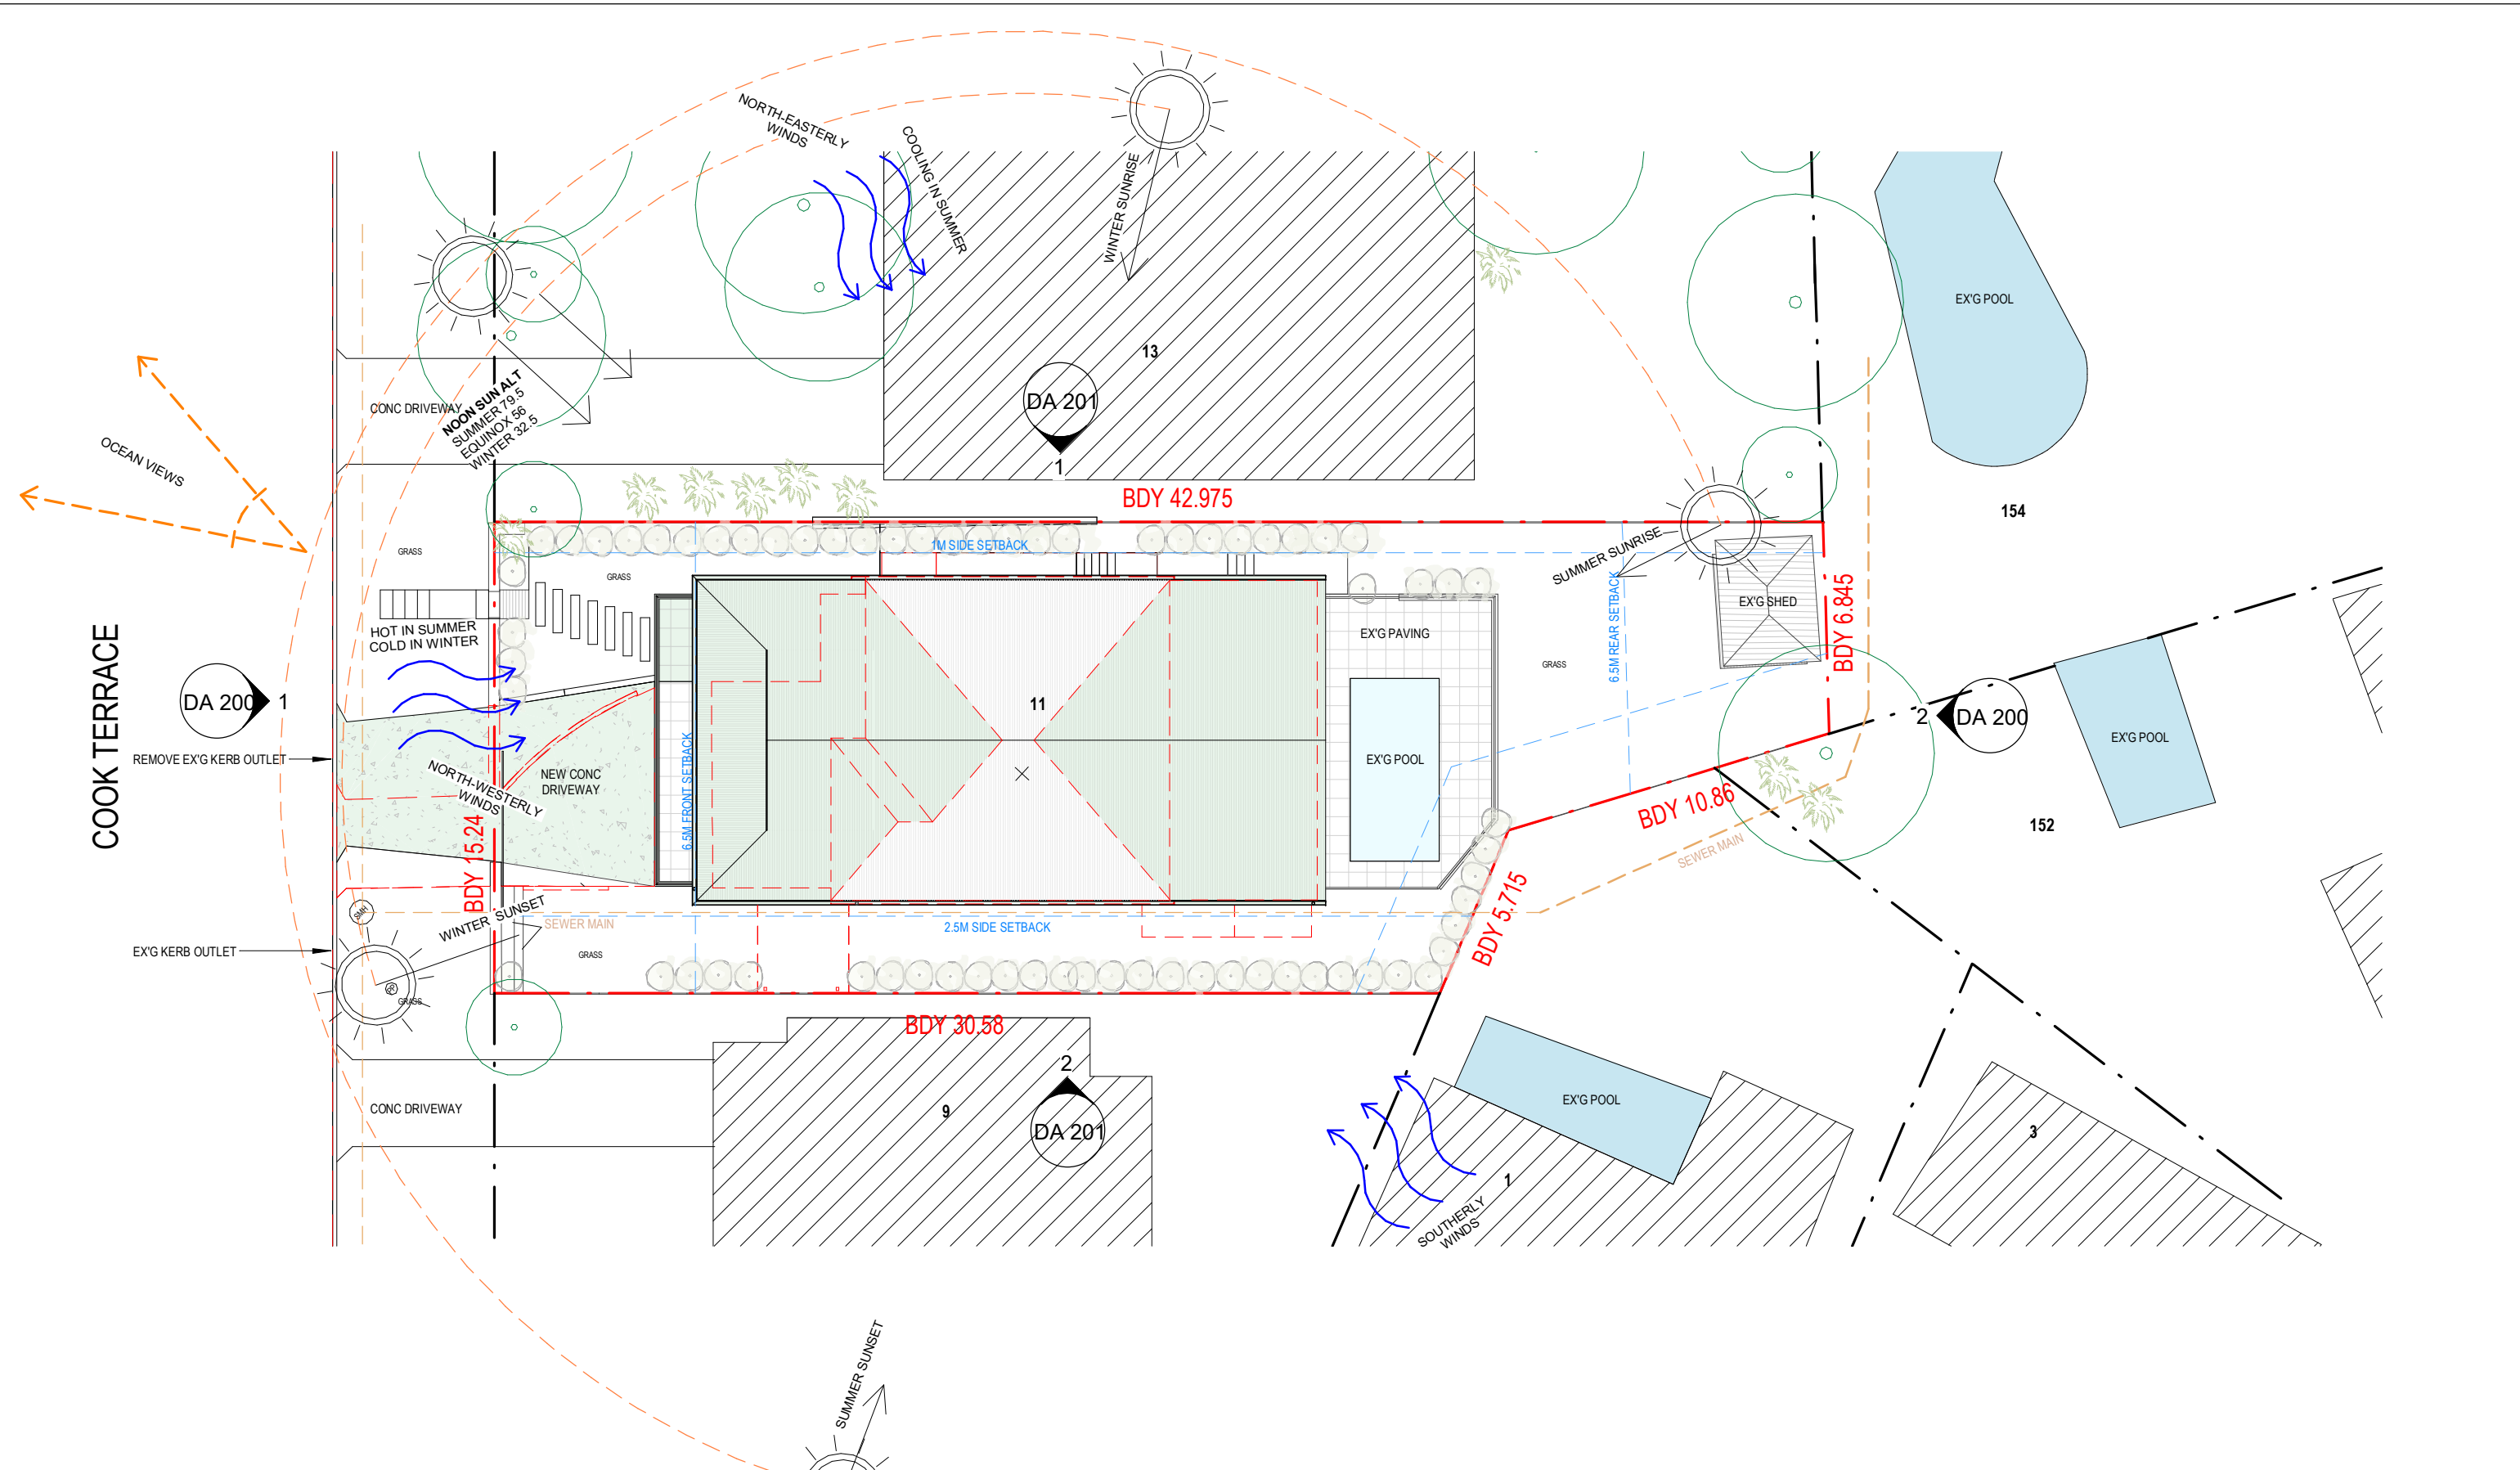 NORTH-EASTERLY
WINDS
COOLING IN SUMMER
WINTER SUNRISE
EX'G POOL
13
DA 201
1
CONC DRIVEWAY
NOON SUN ALT
SUMMER 79.5
EQUINOX 56
WINTER 32.5
OCEAN VIEWS
BDY 42.975
154
GRASS
1M SIDE SETBACK
GRASS
SUMMER SUNRISE
6.5M REAR SETBACK
EX'G SHED
BDY 6.845
HOT IN SUMMER
COLD IN WINTER
EX'G PAVING
GRASS
COOK TERRACE
DA 200
1
11
2
DA 200
REMOVE EX'G KERB OUTLET
NORTH-WESTERLY
WINDS
NEW CONC
DRIVEWAY
6.5M FRONT SETBACK
EX'G POOL
EX'G POOL
BDY 10.86
152
BDY 15.24
SEWER MAIN
SMH
WINTER SUNSET
SEWER MAIN
2.5M SIDE SETBACK
BDY 5.715
EX'G KERB OUTLET
GRASS
GRASS
BDY 30.58
2
DA 201
9
CONC DRIVEWAY
EX'G POOL
3
1
SOUTHERLY
WINDS
SUMMER SUNSET